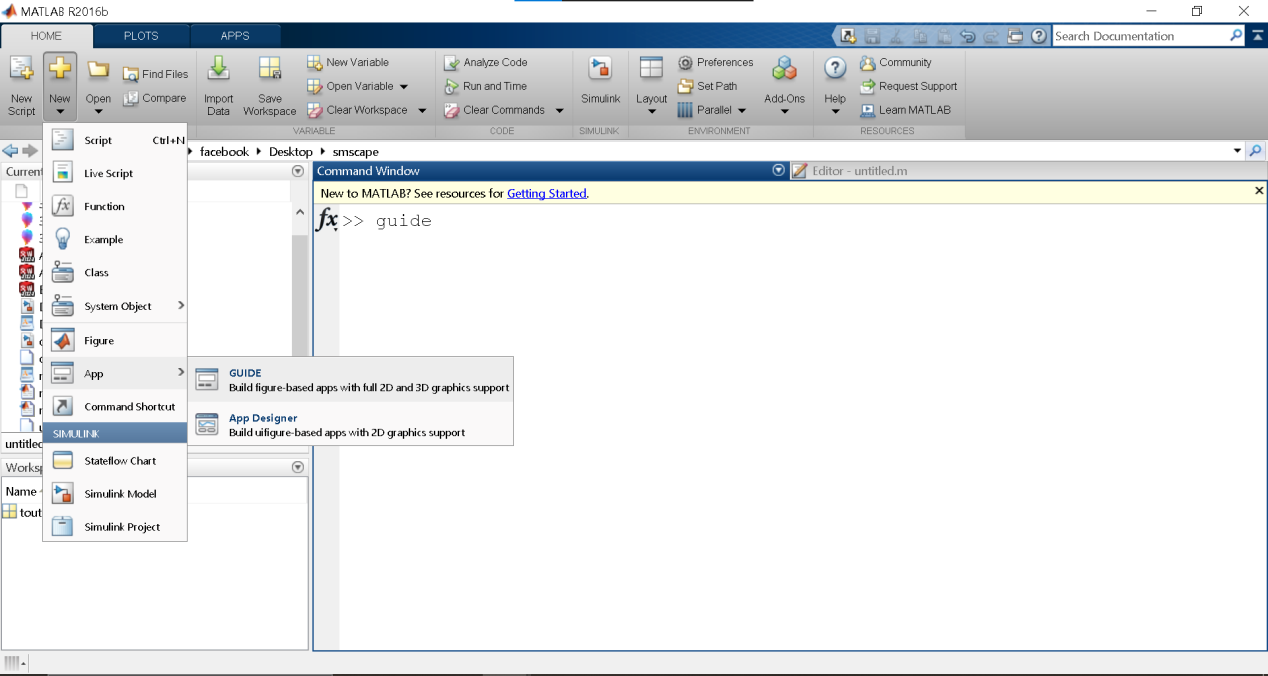 MATLAB R2016b
HOME PLOTS APPS
Search Documentation
New Script
New
Open
Find Files
Compare
Import Data
Save Workspace
New Variable
Open Variable
Clear Workspace
VARIABLE
Analyze Code
Run and Time
Clear Commands
CODE
Simulink
SIMULINK
Layout
Preferences
Set Path
Parallel
Add-Ons
ENVIRONMENT
Help
Community
Request Support
Learn MATLAB
RESOURCES
facebook Desktop smscape
Script Ctrl+N
Live Script
Function
Example
Class
System Object
Figure
App
Command Shortcut
SIMULINK
Stateflow Chart
Simulink Model
Simulink Project
GUIDE
Build figure-based apps with full 2D and 3D graphics support
App Designer
Build uifigure-based apps with 2D graphics support
Command Window
Editor - untitled.m
New to MATLAB? See resources for Getting Started.
fx >> guide
Name
tout